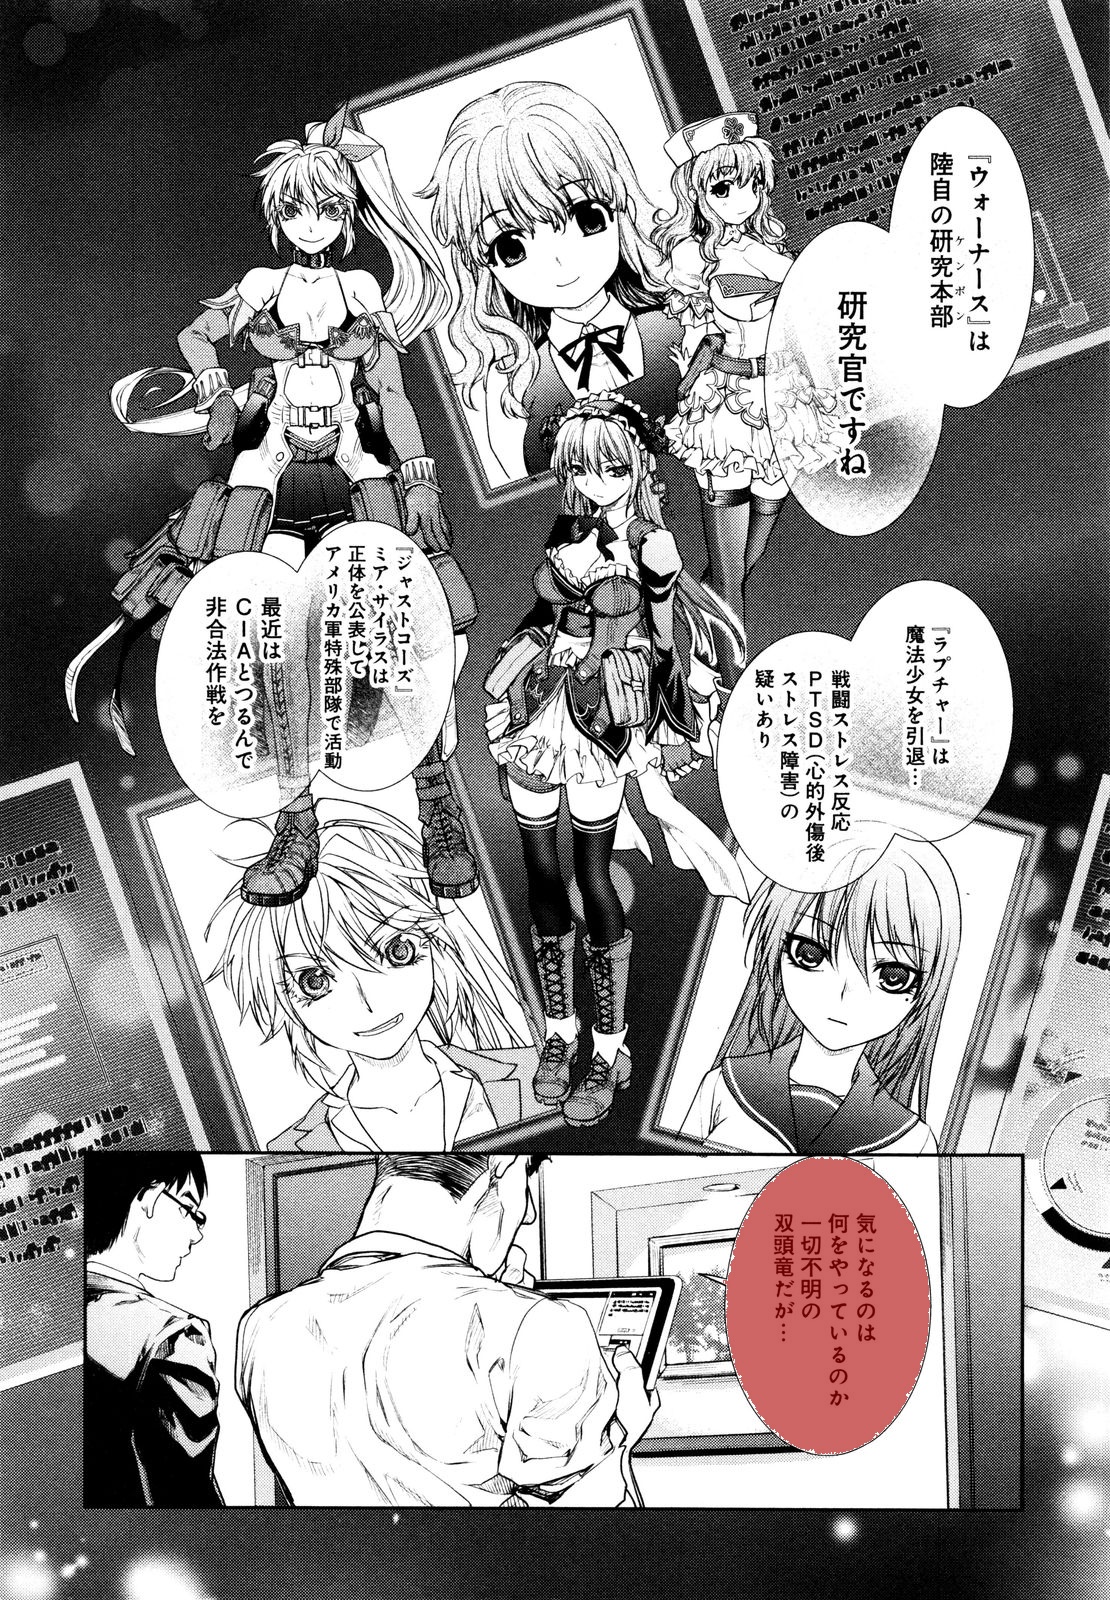 『ウォーナース』は
陸自の研究本部
ケンポン
研究官ですね
『ラプチャー』は
魔法少女を引退…
戦闘ストレス反応
PTSD(心的外傷後
ストレス障害)の
疑いあり
『ジャストコーズ』
ミア・サイラスは
正体を公表して
アメリカ軍特殊部隊で活動
最近は
CIAとつるんで
非合法作戦を
気になるのは
何をやっているのか
一切不明の
双頭竜だが…